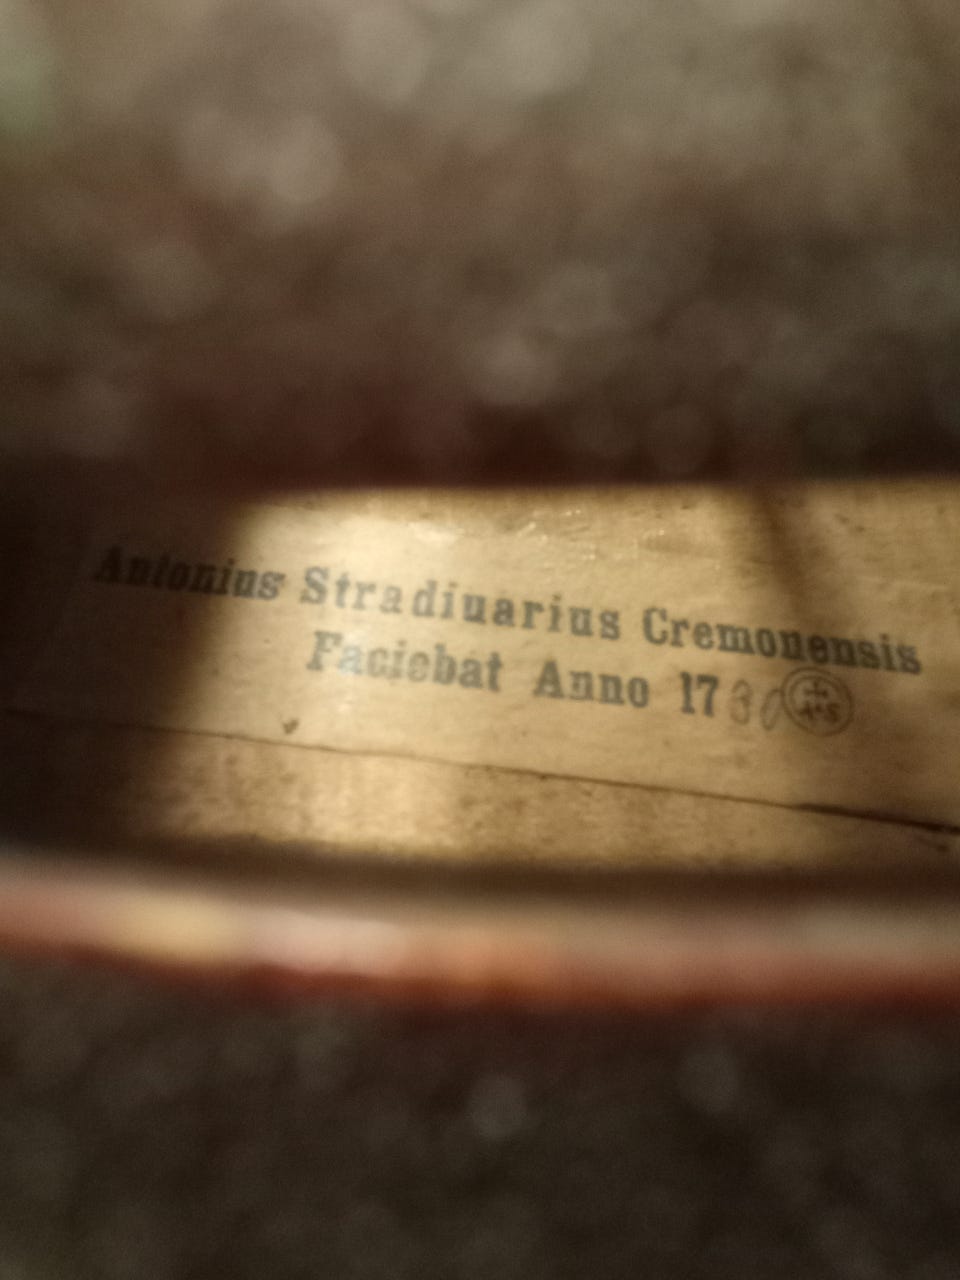 Antonius Stradiuarius Cremonensis
Faciebat Anno 1730
A S